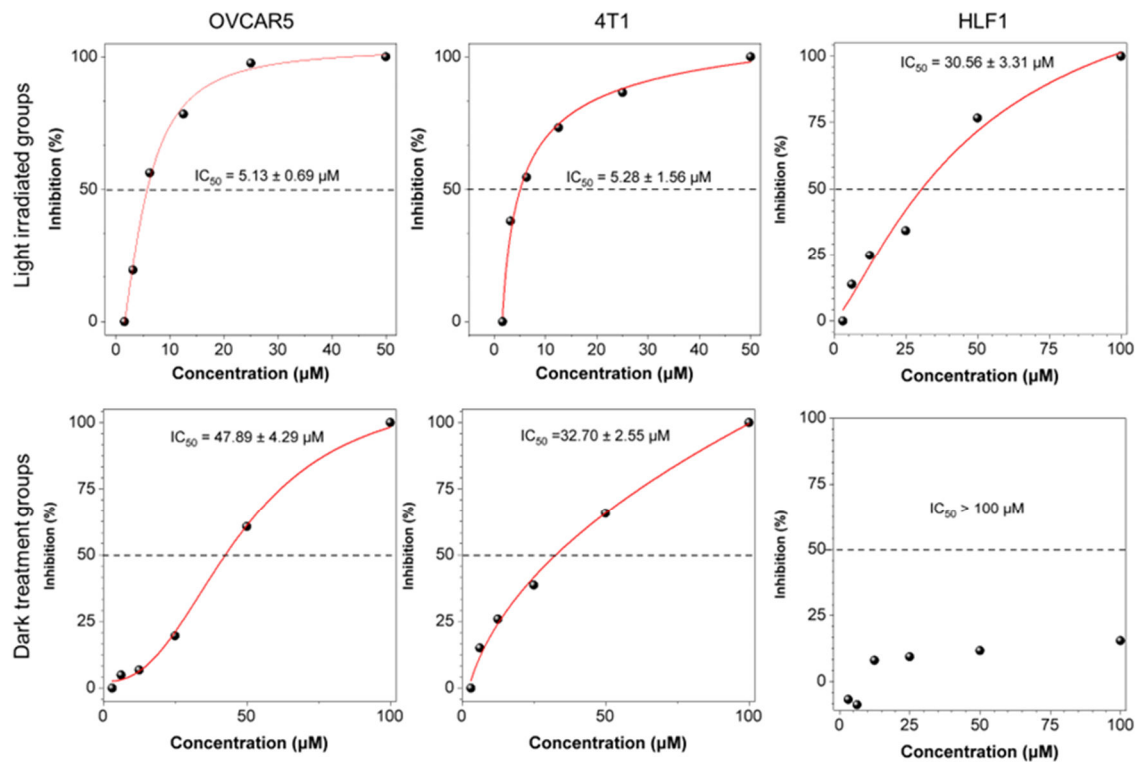 OVCAR5
4T1
HLF1
Light irradiated groups
Inhibition (%)
100
50
0
IC50 = 5.13 ± 0.69 µM
0 10 20 30 40 50
Concentration (µM)
Inhibition (%)
100
50
0
IC50 = 5.28 ± 1.56 µM
0 10 20 30 40 50
Concentration (µM)
Inhibition (%)
100
75
50
25
0
IC50 = 30.56 ± 3.31 µM
0 25 50 75 100
Concentration (µM)
Dark treatment groups
Inhibition (%)
100
75
50
25
0
IC50 = 47.89 ± 4.29 µM
0 50 100
Concentration (µM)
Inhibition (%)
100
75
50
25
0
IC50 =32.70 ± 2.55 µM
0 50 100
Concentration (µM)
Inhibition (%)
100
75
50
25
0
IC50 > 100 µM
0 25 50 75 100
Concentration (µM)